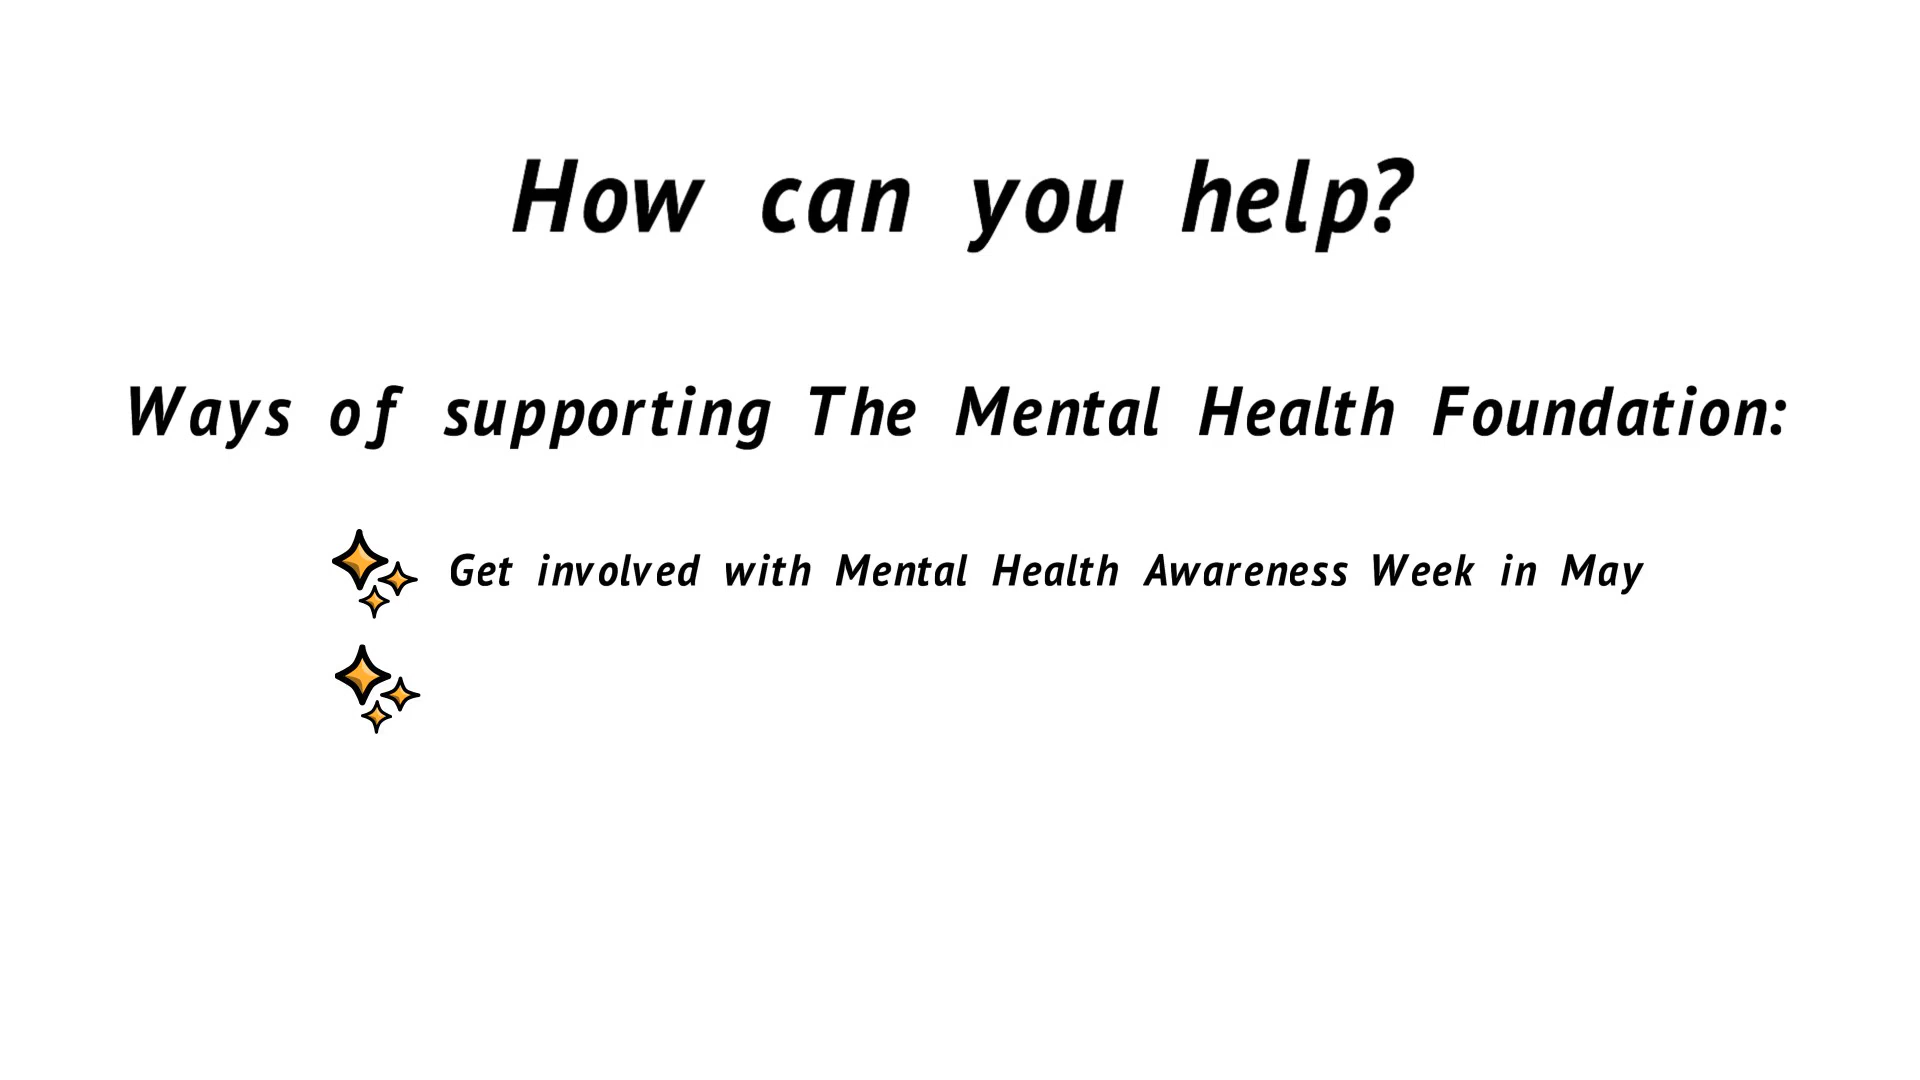 How can you help?
Ways of supporting The Mental Health Foundation:
Get involved with Mental Health Awareness Week in May